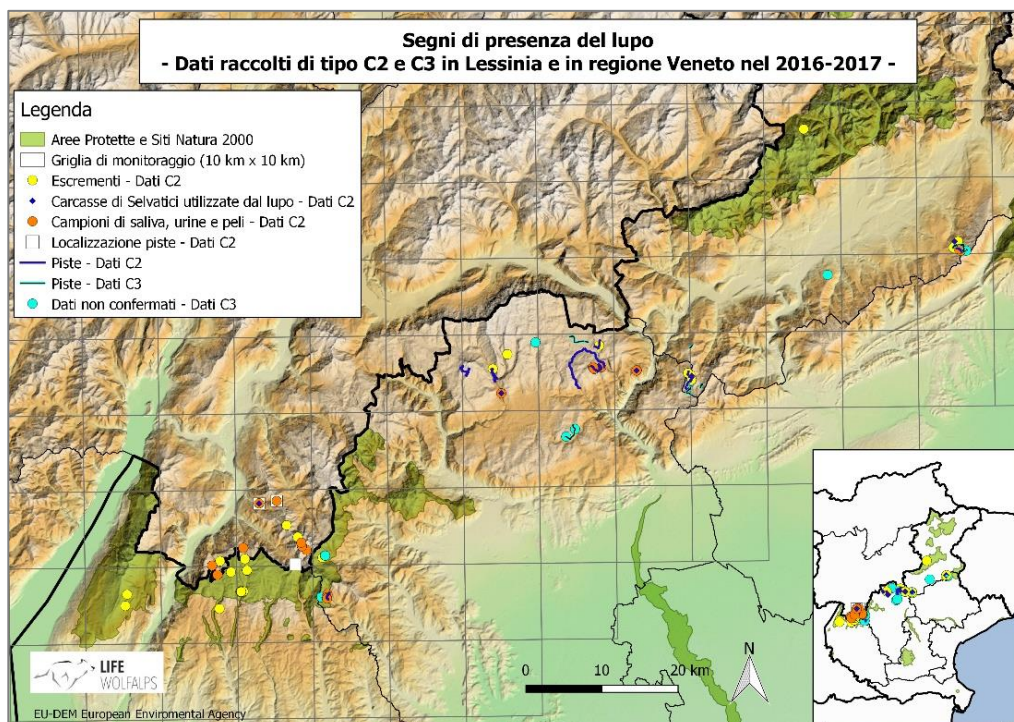 Segni di presenza del lupo
- Dati raccolti di tipo C2 e C3 in Lessinia e in regione Veneto nel 2016-2017 -
Legenda
Aree Protette e Siti Natura 2000
Griglia di monitoraggio (10 km x 10 km)
Escrementi - Dati C2
Carcasse di Selvatici utilizzate dal lupo - Dati C2
Campioni di saliva, urine e peli - Dati C2
Localizzazione piste - Dati C2
Piste - Dati C2
Piste - Dati C3
Dati non confermati - Dati C3
LIFE
WOLFALPS
N
0 10 20 km
EU-DEM European Enviromental Agency